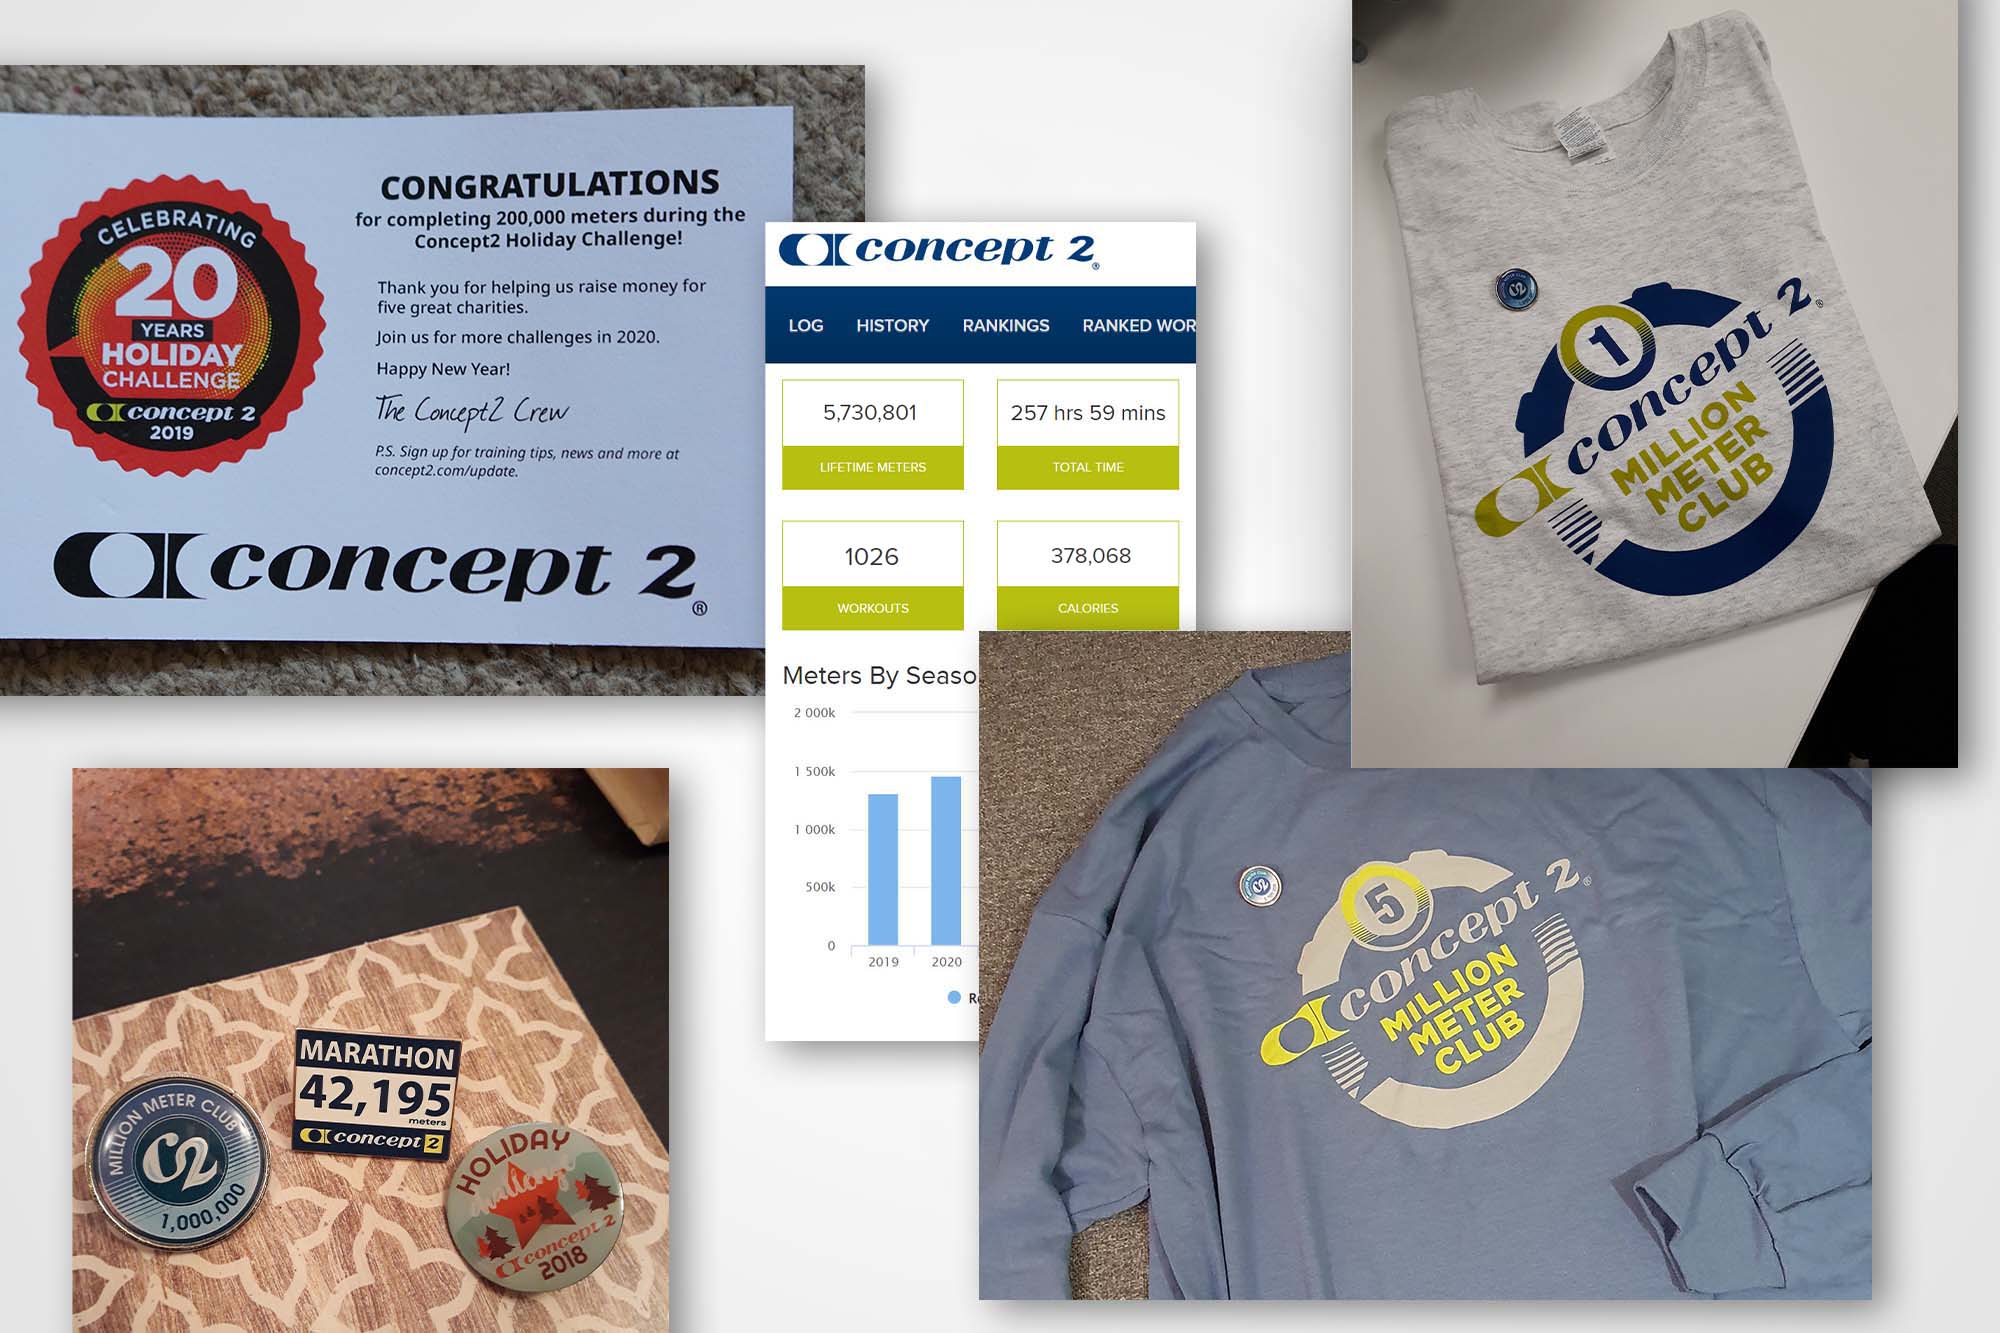 CELEBRATING
20
YEARS
HOLIDAY
CHALLENGE
concept 2
2019
CONGRATULATIONS
for completing 200,000 meters during the
Concept2 Holiday Challenge!
Thank you for helping us raise money for
five great charities.
Join us for more challenges in 2020.
Happy New Year!
The Concept2 Crew
P.S. Sign up for training tips, news and more at
concept2.com/update.
concept 2®
concept 2®
LOG HISTORY RANKINGS RANKED WOR
5,730,801
LIFETIME METERS
257 hrs 59 mins
TOTAL TIME
1026
WORKOUTS
378,068
CALORIES
Meters By Seaso
2 000k
1 500k
1 000k
500k
0
2019 2020
R
C2
1
concept 2®
MILLION
METER
CLUB
C2
5
concept 2®
MILLION
METER
CLUB
MILLION METER CLUB
C2
1,000,000
MARATHON
42,195
meters
concept 2
HOLIDAY
challenge
concept 2
2018